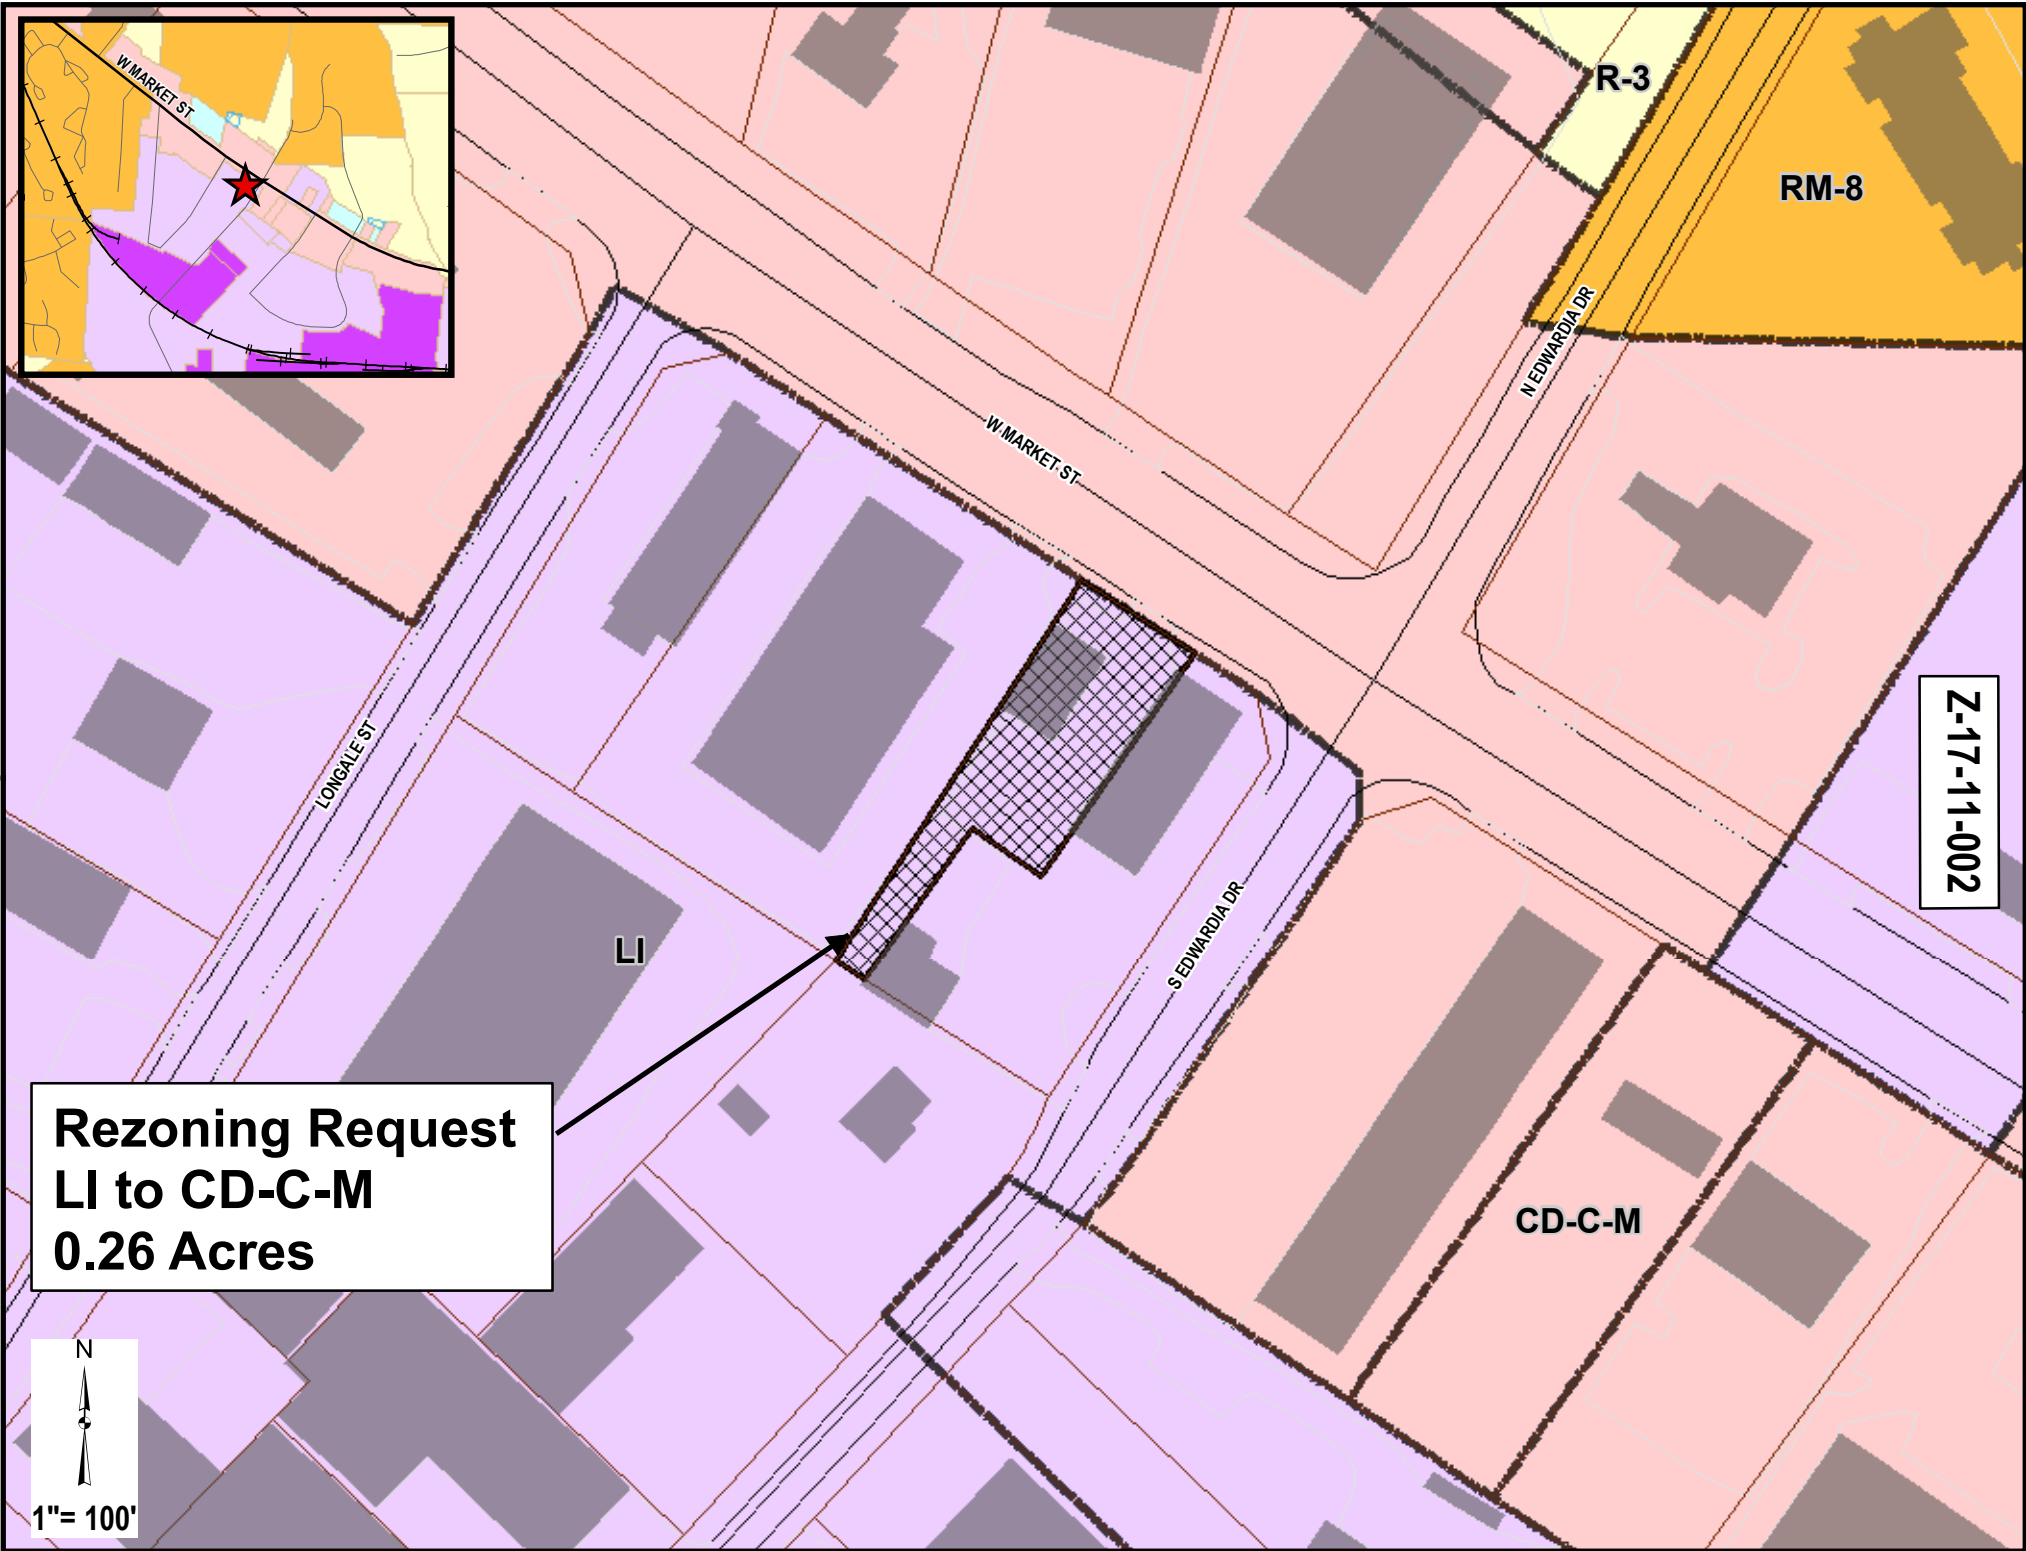 W MARKET ST
R-3
RM-8
N EDWARDIA DR
W MARKET ST
Z-17-11-002
LONGALE ST
S EDWARDIA DR
LI
Rezoning Request
LI to CD-C-M
0.26 Acres
CD-C-M
N
1"= 100'